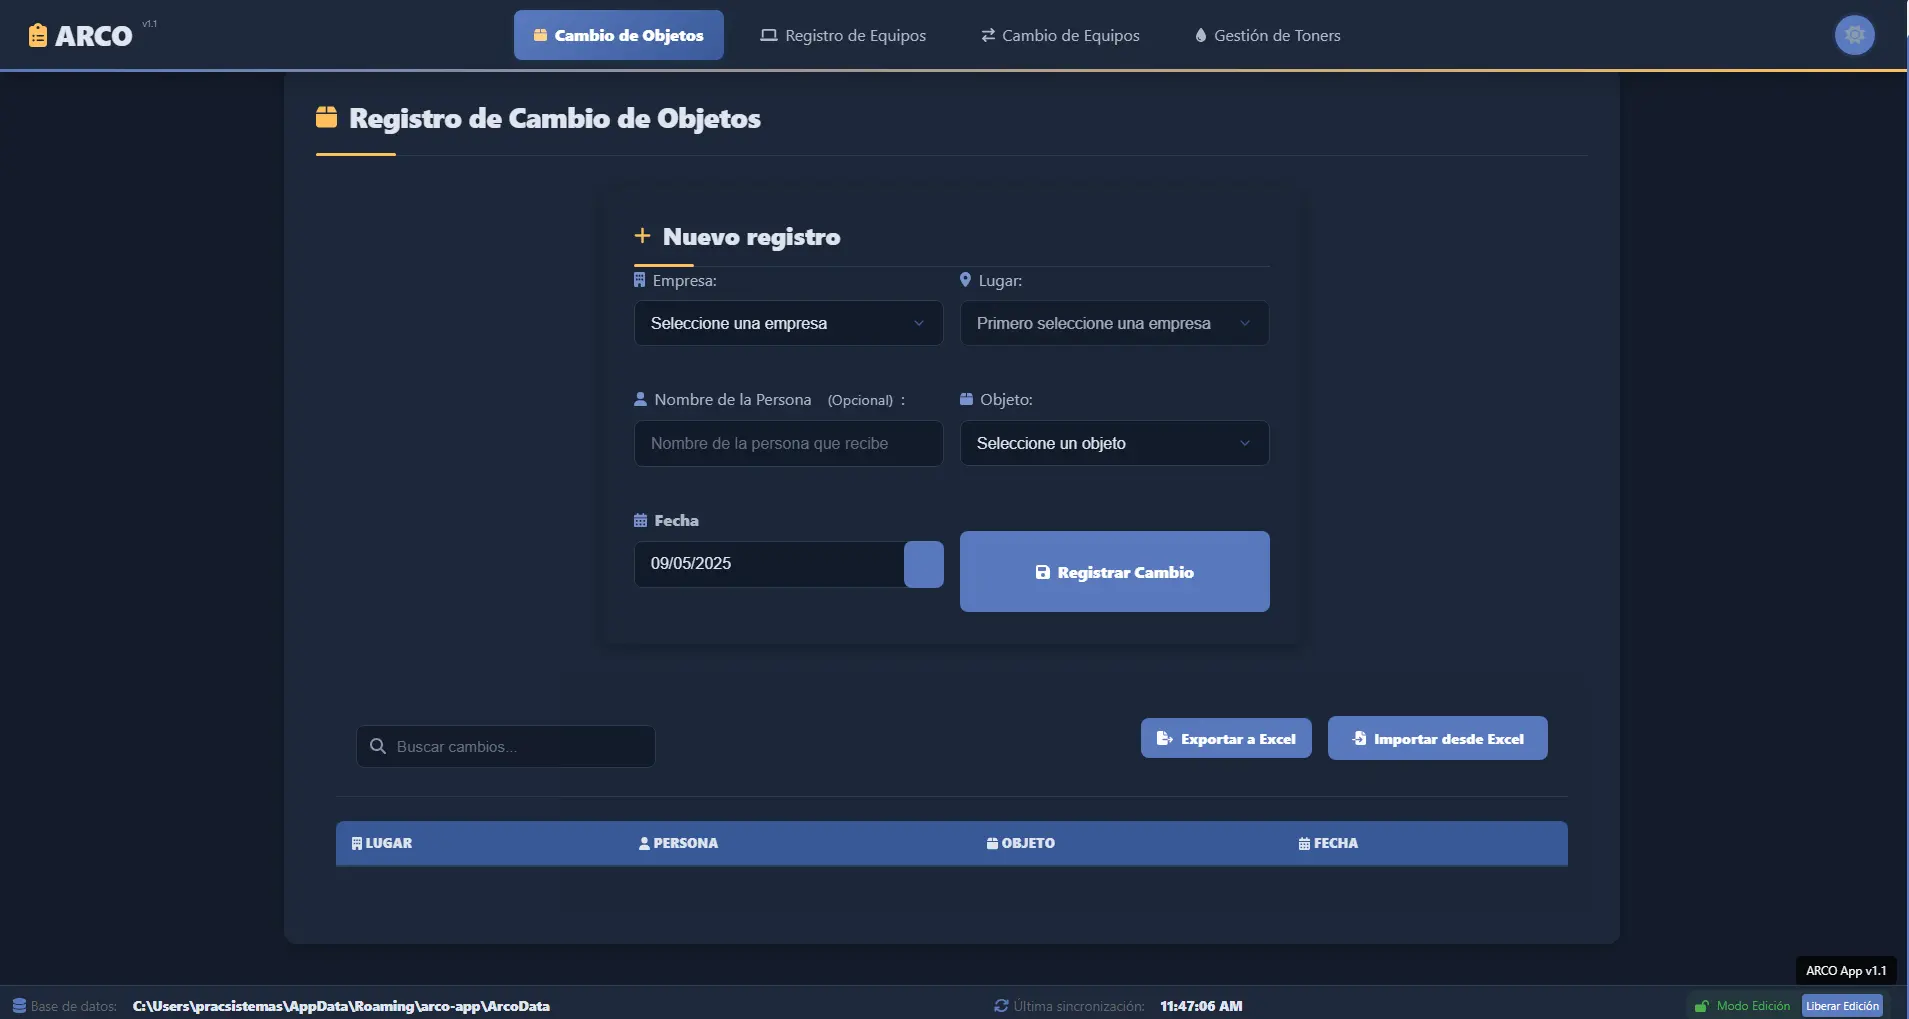 ARCO v1.1
Cambio de Objetos
Registro de Equipos
Cambio de Equipos
Gestión de Toners
Registro de Cambio de Objetos
Nuevo registro
Empresa:
Lugar:
Seleccione una empresa
Primero seleccione una empresa
Nombre de la Persona (Opcional) :
Objeto:
Nombre de la persona que recibe
Seleccione un objeto
Fecha
09/05/2025
Registrar Cambio
Buscar cambios...
Exportar a Excel
Importar desde Excel
LUGAR
PERSONA
OBJETO
FECHA
ARCO App v1.1
Base de datos: C:\Users\pracsistemas\AppData\Roaming\arco-app\ArcoData
Última sincronización: 11:47:06 AM
Modo Edición
Liberar Edición